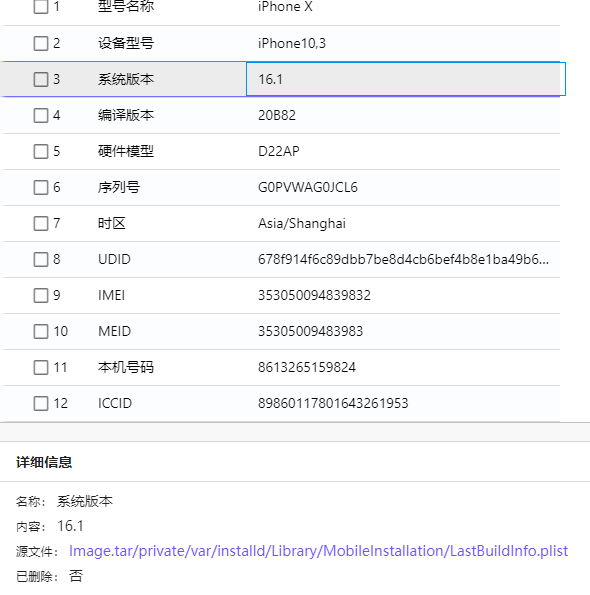 1 型号名称 iPhone X
2 设备型号 iPhone10,3
3 系统版本 16.1
4 编译版本 20B82
5 硬件模型 D22AP
6 序列号 G0PVWAG0JCL6
7 时区 Asia/Shanghai
8 UDID 678f914f6c89dbb7be8d4cb6bef4b8e1ba49b6...
9 IMEI 353050094839832
10 MEID 35305009483983
11 本机号码 8613265159824
12 ICCID 89860117801643261953
详细信息
名称： 系统版本
内容： 16.1
源文件： Image.tar/private/var/installd/Library/MobileInstallation/LastBuildInfo.plist
已删除： 否